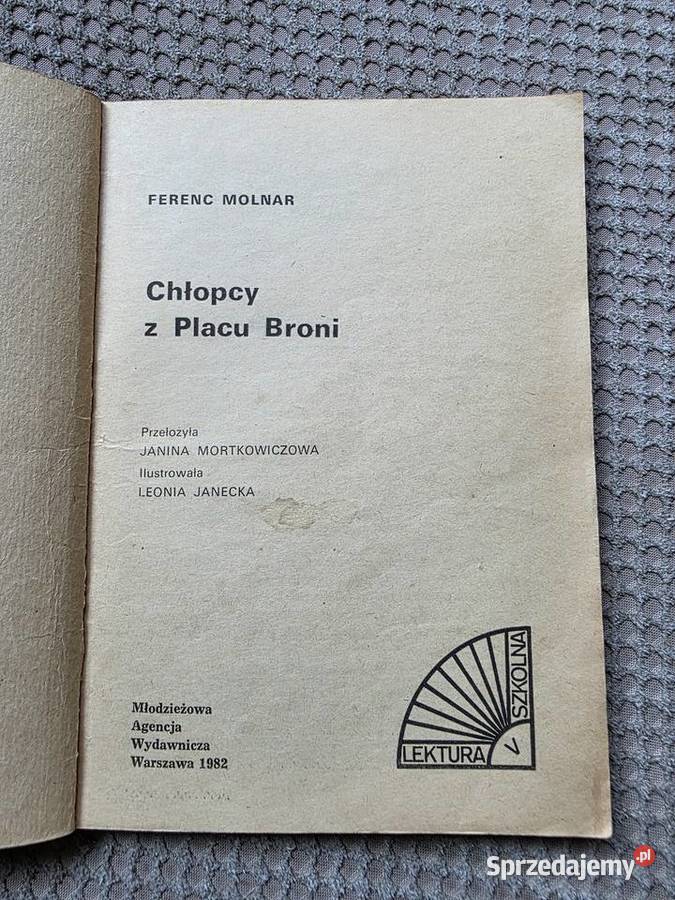 FERENC MOLNAR
Chłopcy
z Placu Broni
Przełożyła
JANINA MORTKOWICZOWA
Ilustrowała
LEONIA JANECKA
Młodzieżowa
Agencja
Wydawnicza
Warszawa 1982
LEKTURA
V
SZKOLNA
Sprzedajemy.pl